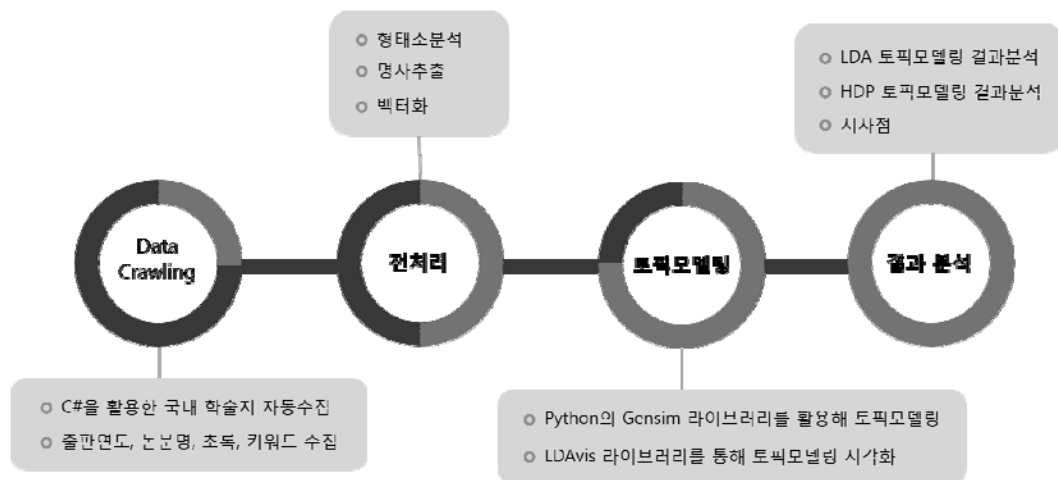 형태소분석
명사추출
벡터화
LDA 토픽모델링 결과분석
HDP 토픽모델링 결과분석
시사점
Data
Crawling
전처리
토픽모델링
결과 분석
C#을 활용한 국내 학술지 자동수집
출판연도, 논문명, 초록, 키워드 수집
Python의 Gensim 라이브러리를 활용해 토픽모델링
LDAvis 라이브러리를 통해 토픽모델링 시각화